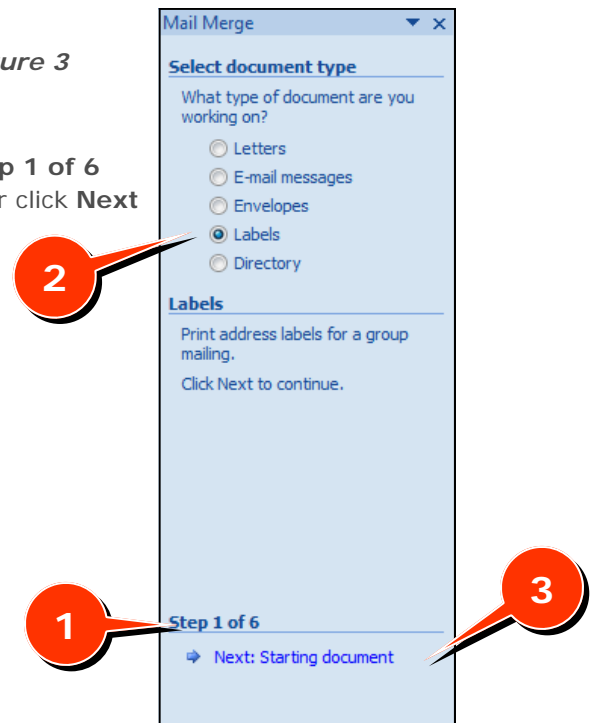 ure 3
p 1 of 6
r click Next
Mail Merge
Select document type
What type of document are you
working on?
Letters
E-mail messages
Envelopes
Labels
Directory
2
Labels
Print address labels for a group
mailing.
Click Next to continue.
1
Step 1 of 6
Next: Starting document
3